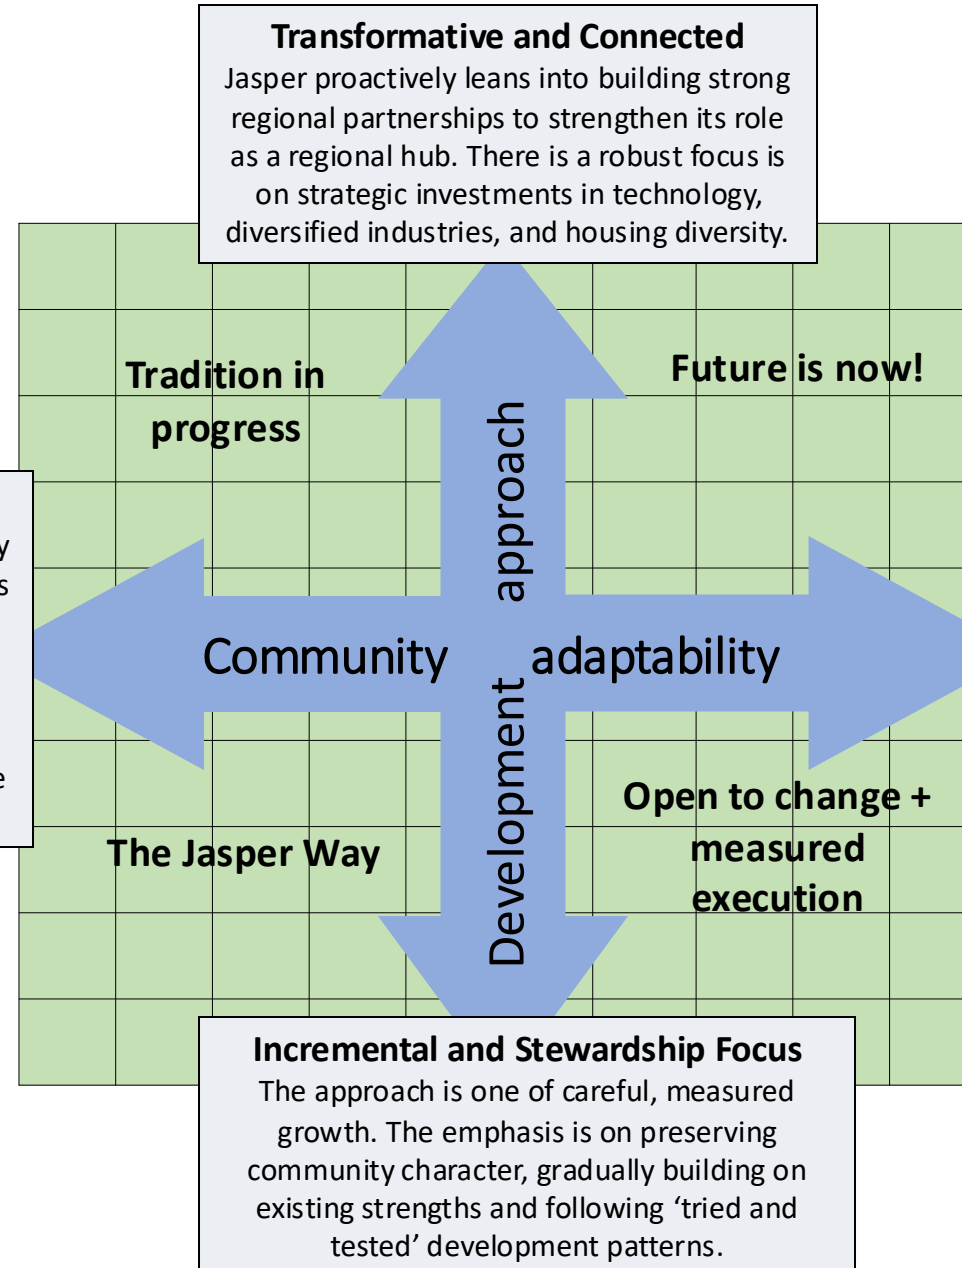 Transformative and Connected
Jasper proactively leans into building strong
regional partnerships to strengthen its role
as a regional hub. There is a robust focus is
on strategic investments in technology,
diversified industries, and housing diversity.
Tradition in
progress
Future is now!
Development approach
Community adaptability
The Jasper Way
Open to change +
measured
execution
Incremental and Stewardship Focus
The approach is one of careful, measured
growth. The emphasis is on preserving
community character, gradually building on
existing strengths and following ‘tried and
tested’ development patterns.